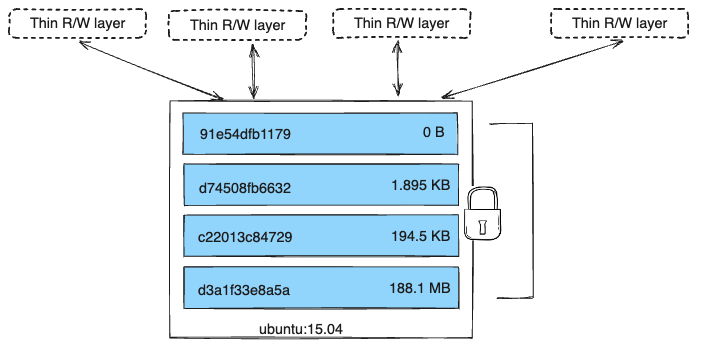 Thin R/W layer Thin R/W layer Thin R/W layer Thin R/W layer
91e54dfb1179 0 B
d74508fb6632 1.895 KB
c22013c84729 194.5 KB
d3a1f33e8a5a 188.1 MB
ubuntu:15.04